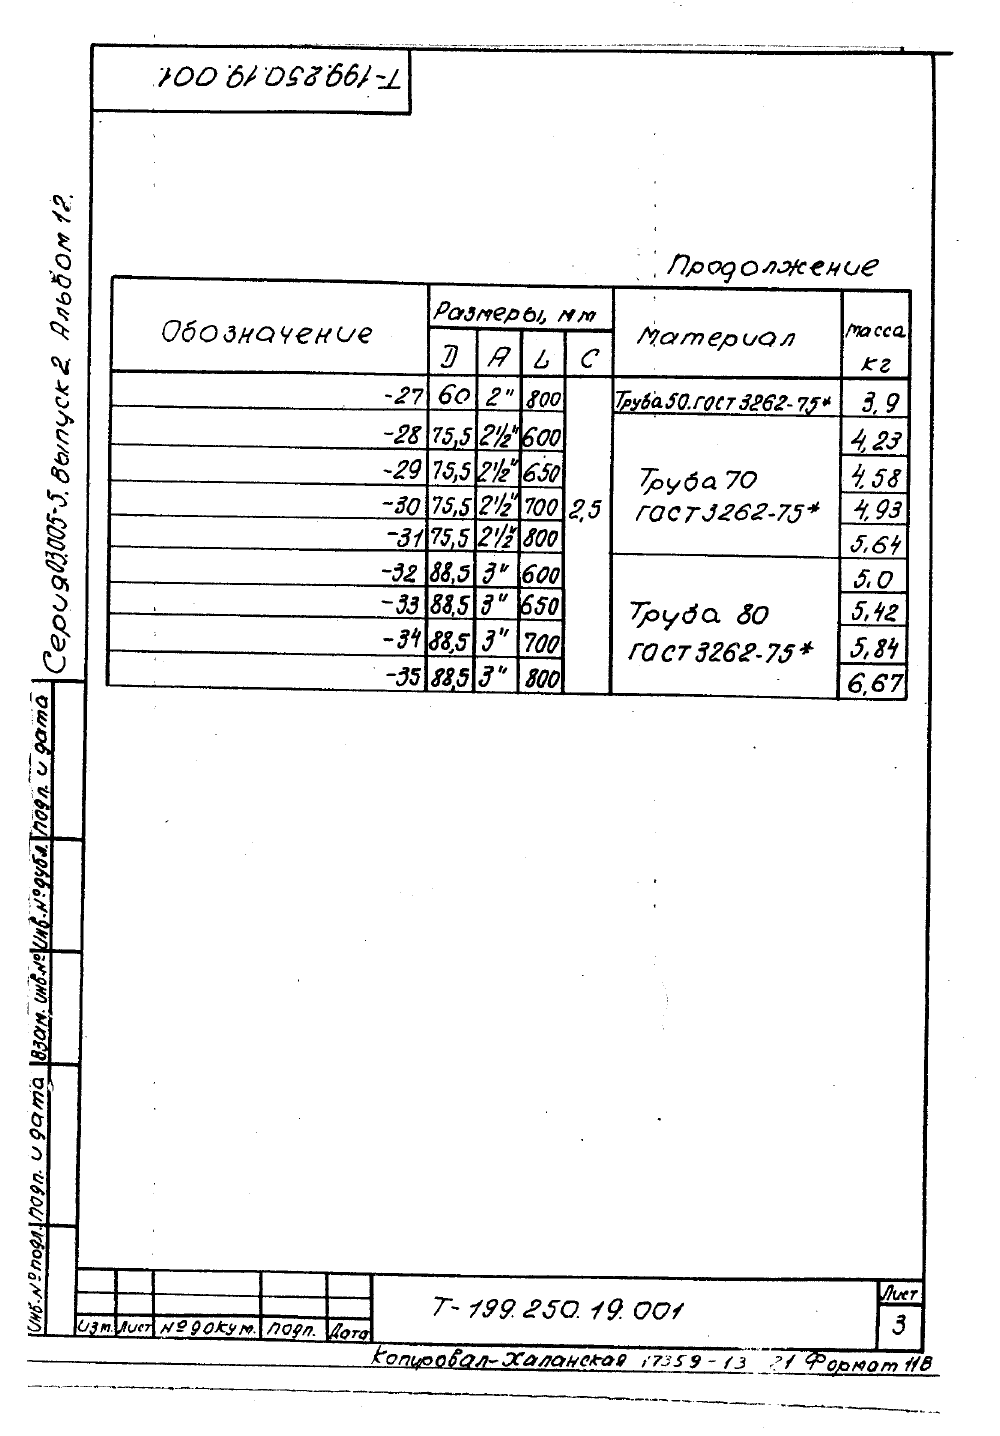 Т-199.250.19.001.
Серия 03.005-5. Выпуск 2. Альбом 12.
Продолжение
Обозначение Размеры, мм Материал Масса кг
D A L C
-27 60 2" 800 Труба 50. ГОСТ 3262-75* 3,9
-28 75,5 2½" 600 4,23
-29 75,5 2½" 650 Труба 70 4,58
-30 75,5 2½" 700 2,5 ГОСТ 3262-75* 4,93
-31 75,5 2½" 800 5,64
-32 88,5 3" 600 5,0
-33 88,5 3" 650 Труба 80 5,42
-34 88,5 3" 700 ГОСТ 3262-75* 5,84
-35 88,5 3" 800 6,67
Инв.№подл. Подп. и дата Взам. инв.№ Инв.№дубл. Подп. и дата
Изм. Лист № докум. Подп. Дата
Т-199.250.19.001
Лист
3
Копировал-Халанская 17359-13 21 Формат 11В